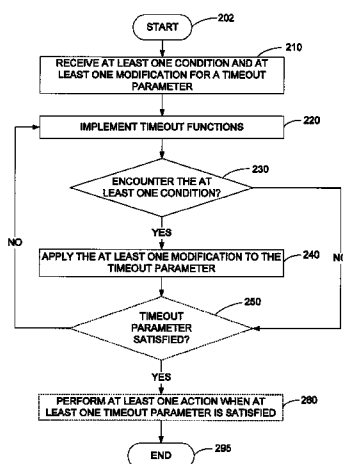 START
202
210
RECEIVE AT LEAST ONE CONDITION AND AT
LEAST ONE MODIFICATION FOR A TIMEOUT
PARAMETER
IMPLEMENT TIMEOUT FUNCTIONS
220
230
ENCOUNTER THE AT
LEAST ONE CONDITION?
NO
YES
NO
APPLY THE AT LEAST ONE MODIFICATION TO THE
TIMEOUT PARAMETER
240
250
TIMEOUT
PARAMETER
SATISFIED?
YES
PERFORM AT LEAST ONE ACTION WHEN AT
LEAST ONE TIMEOUT PARAMETER IS SATISFIED
260
END
295